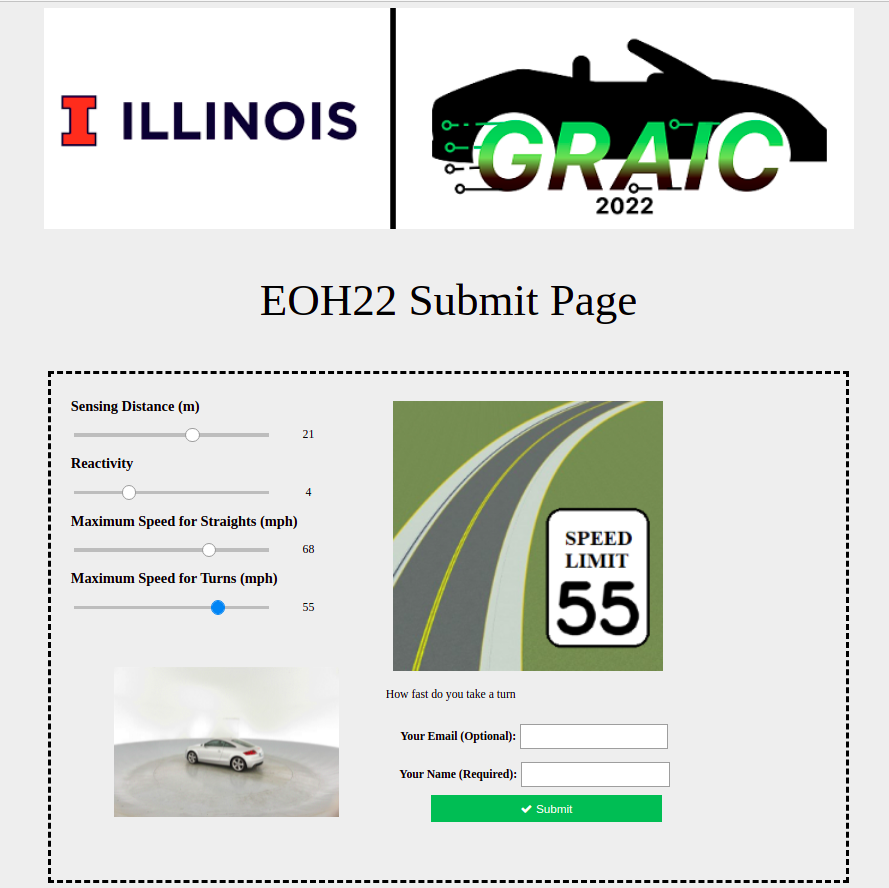 ILLINOIS
GRAIC
2022
EOH22 Submit Page
Sensing Distance (m)
21
Reactivity
4
Maximum Speed for Straights (mph)
68
Maximum Speed for Turns (mph)
55
SPEED
LIMIT
55
How fast do you take a turn
Your Email (Optional):
Your Name (Required):
Submit